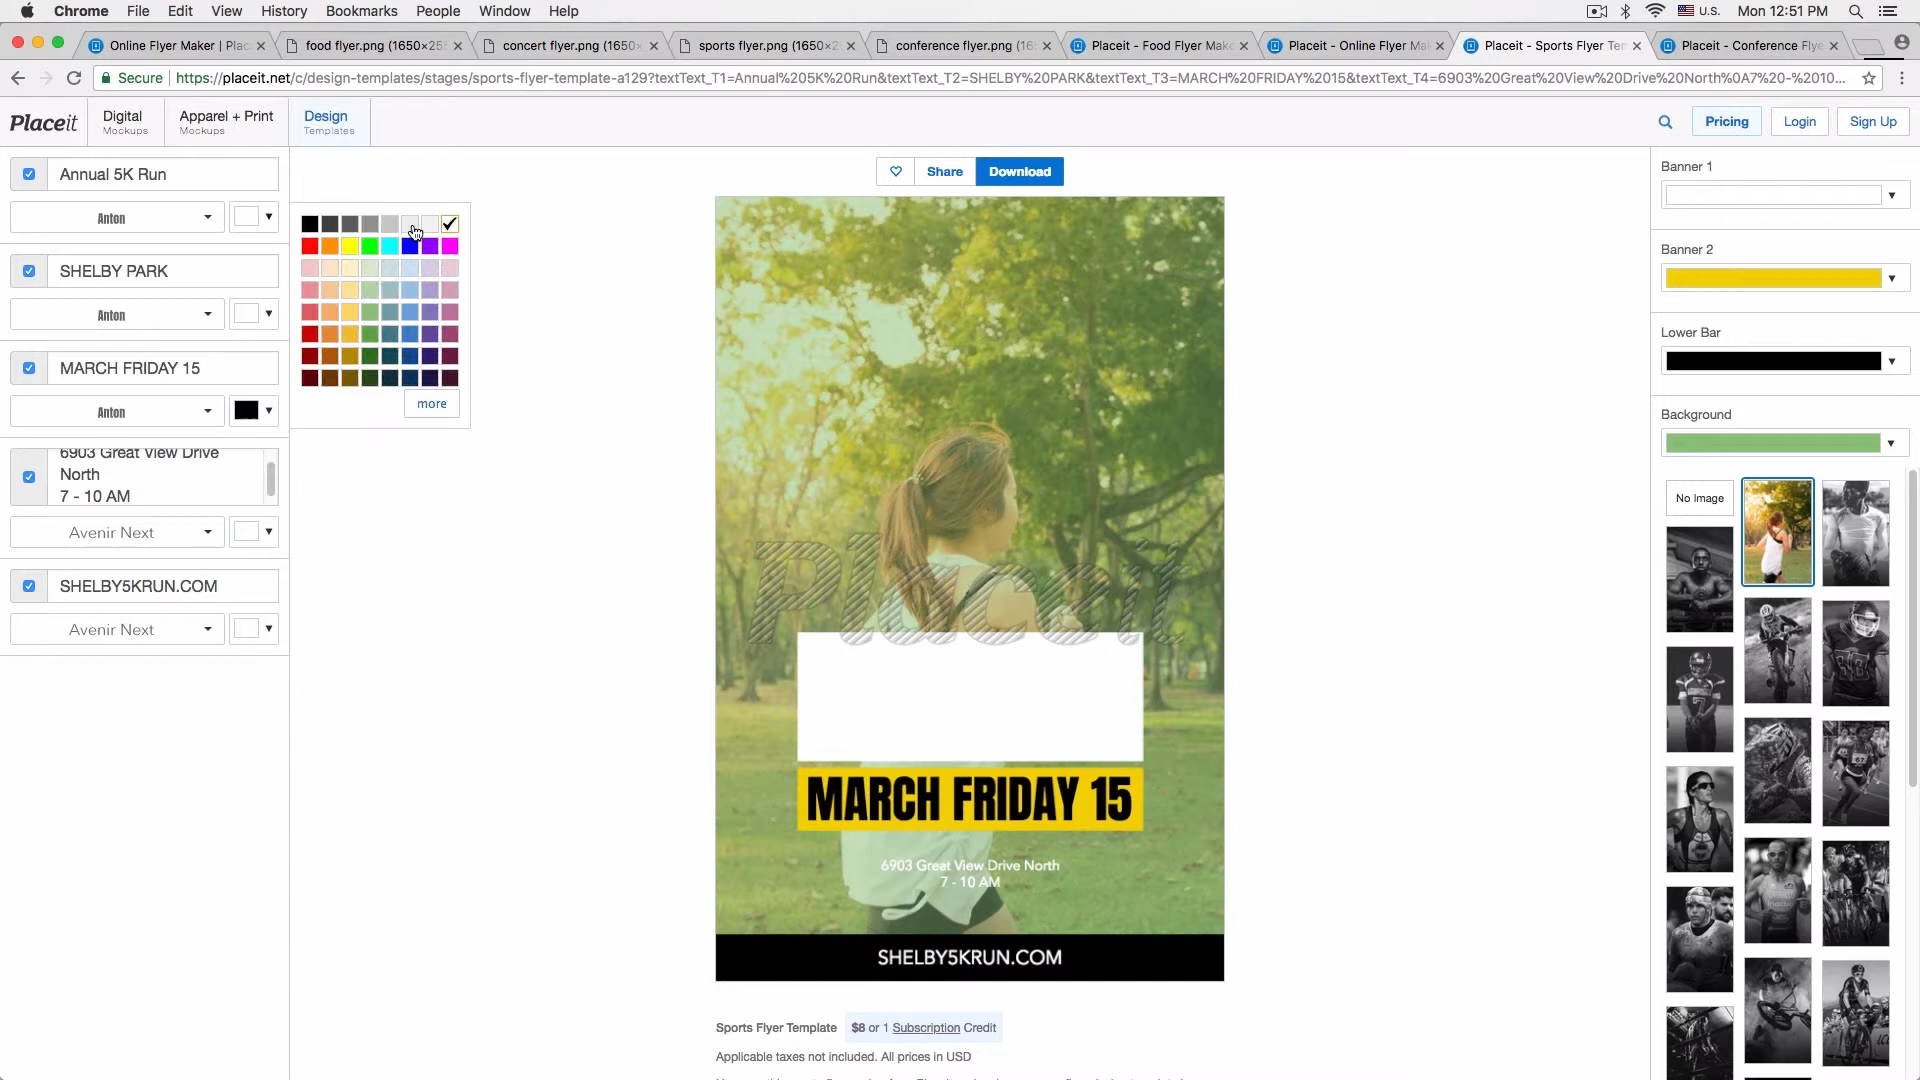 Chrome File Edit View History Bookmarks People Window Help
U.S. Mon 12:51 PM
Online Flyer Maker | Plac
food flyer.png (1650×255
concert flyer.png (1650×
sports flyer.png (1650×2
conference flyer.png (16
Placeit - Food Flyer Make
Placeit - Online Flyer Ma
Placeit - Sports Flyer Tem
Placeit - Conference Flye
Secure https://placeit.net/c/design-templates/stages/sports-flyer-template-a129?textText_T1=Annual%205K%20Run&textText_T2=SHELBY%20PARK&textText_T3=MARCH%20FRIDAY%2015&textText_T4=6903%20Great%20View%20Drive%20North%0A7%20-%2010...
Placeit
Digital
Mockups
Apparel + Print
Mockups
Design
Templates
Pricing
Login
Sign Up
Annual 5K Run
Anton
SHELBY PARK
Anton
MARCH FRIDAY 15
Anton
6903 Great View Drive
North
7 - 10 AM
Avenir Next
SHELBY5KRUN.COM
Avenir Next
more
Share
Download
Placeit
MARCH FRIDAY 15
6903 Great View Drive North
7 - 10 AM
SHELBY5KRUN.COM
Sports Flyer Template
$8 or 1 Subscription Credit
Applicable taxes not included. All prices in USD
Banner 1
Banner 2
Lower Bar
Background
No Image